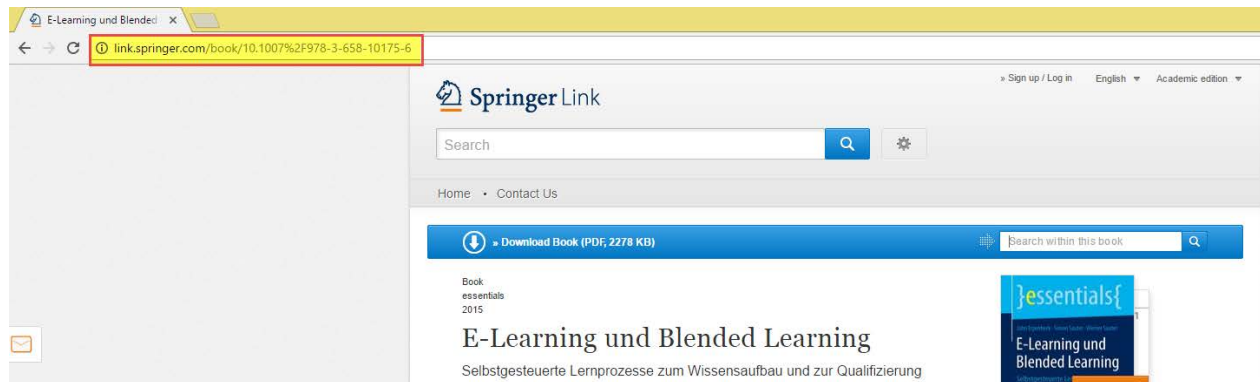 E-Learning und Blended
link.springer.com/book/10.1007%2F978-3-658-10175-6
» Sign up / Log in English Academic edition
Springer Link
Search
Home • Contact Us
» Download Book (PDF, 2278 KB)
Search within this book
Book
essentials
2015
E-Learning und Blended Learning
Selbstgesteuerte Lernprozesse zum Wissensaufbau und zur Qualifizierung
}essentials{
E-Learning und
Blended Learning